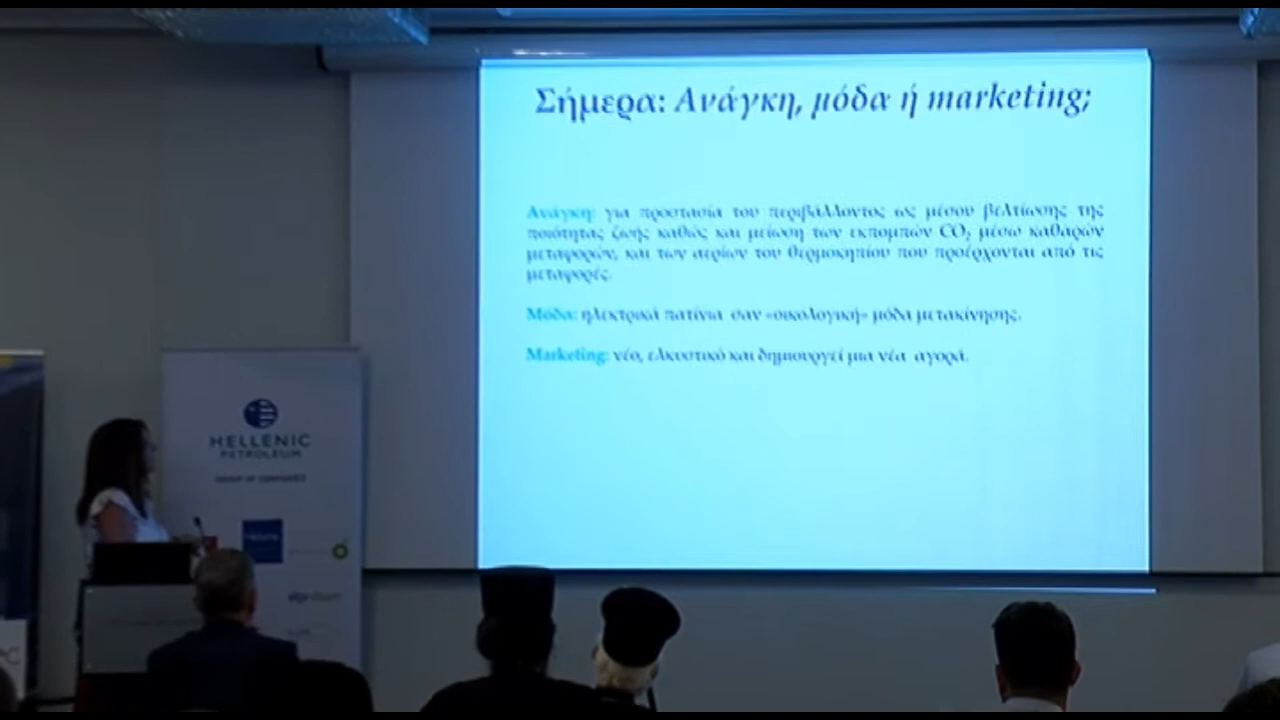 Σήμερα: Ανάγκη, μόδα ή marketing;
Ανάγκη: για προστασία του περιβάλλοντος ως μέσου βελτίωσης της
ποιότητας ζωής καθώς και μείωση των εκπομπών CO₂ μέσω καθαρών
μεταφορών, και των αερίων του θερμοκηπίου που προέρχονται από τις
μεταφορές.
Μόδα: ηλεκτρικά πατίνια σαν «οικολογική» μόδα μετακίνησης.
Marketing: νέο, ελκυστικό και δημιουργεί μια νέα αγορά.
HELLENIC
PETROLEUM
GROUP OF COMPANIES